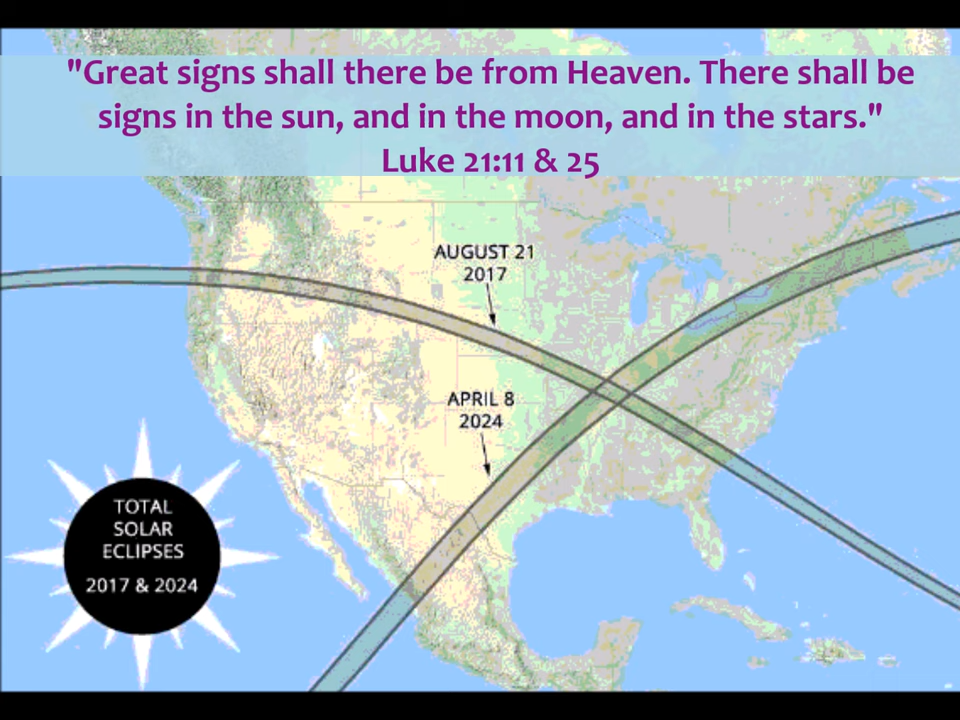 "Great signs shall there be from Heaven. There shall be
signs in the sun, and in the moon, and in the stars."
Luke 21:11 & 25
AUGUST 21
2017
APRIL 8
2024
TOTAL
SOLAR
ECLIPSES
2017 & 2024